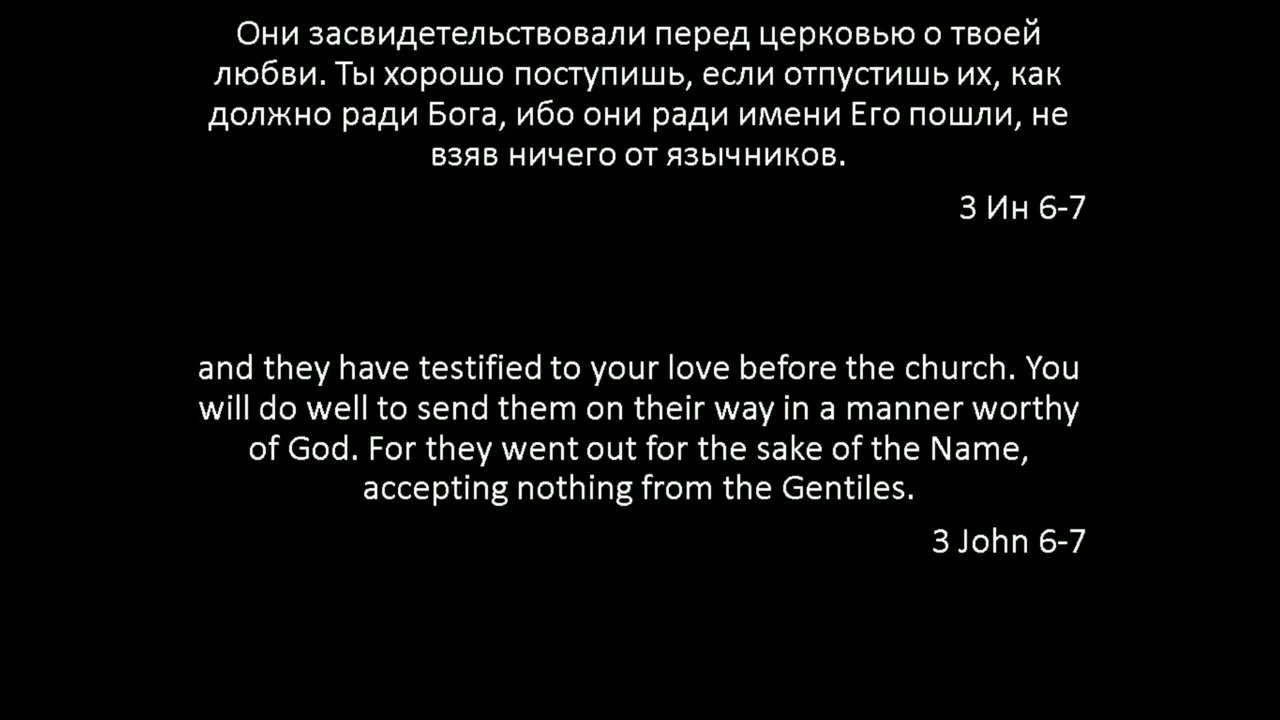 Они засвидетельствовали перед церковью о твоей
любви. Ты хорошо поступишь, если отпустишь их, как
должно ради Бога, ибо они ради имени Его пошли, не
взяв ничего от язычников.
3 Ин 6-7
and they have testified to your love before the church. You
will do well to send them on their way in a manner worthy
of God. For they went out for the sake of the Name,
accepting nothing from the Gentiles.
3 John 6-7